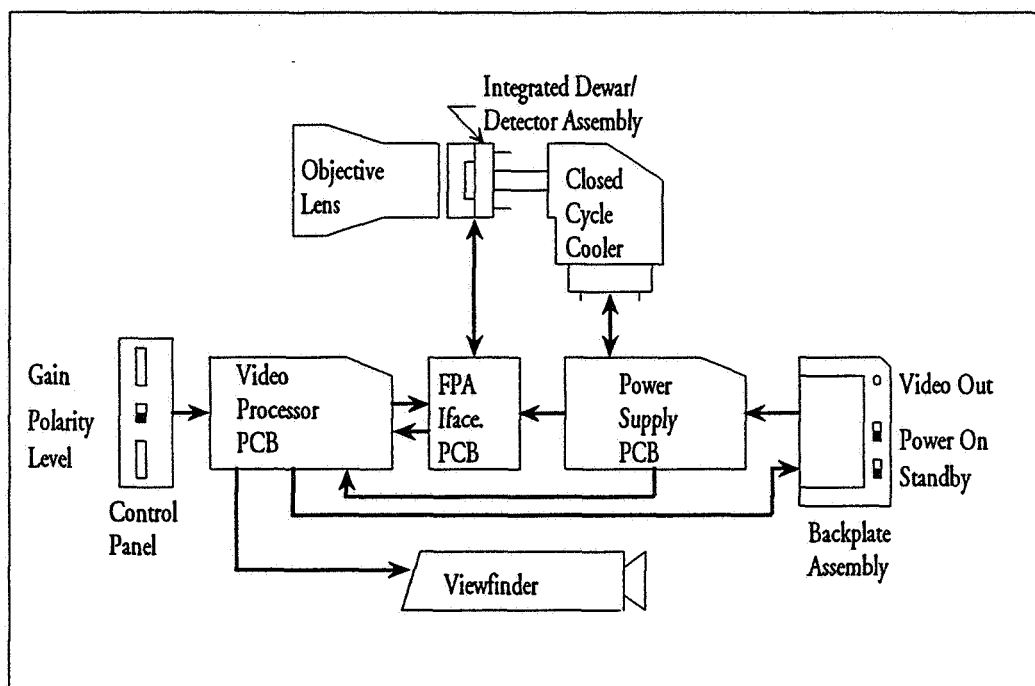 Integrated Dewar/
Detector Assembly
Objective
Lens
Closed
Cycle
Cooler
Gain
Polarity
Level
Control
Panel
Video
Processor
PCB
FPA
Iface.
PCB
Power
Supply
PCB
Video Out
Power On
Standby
Backplate
Assembly
Viewfinder